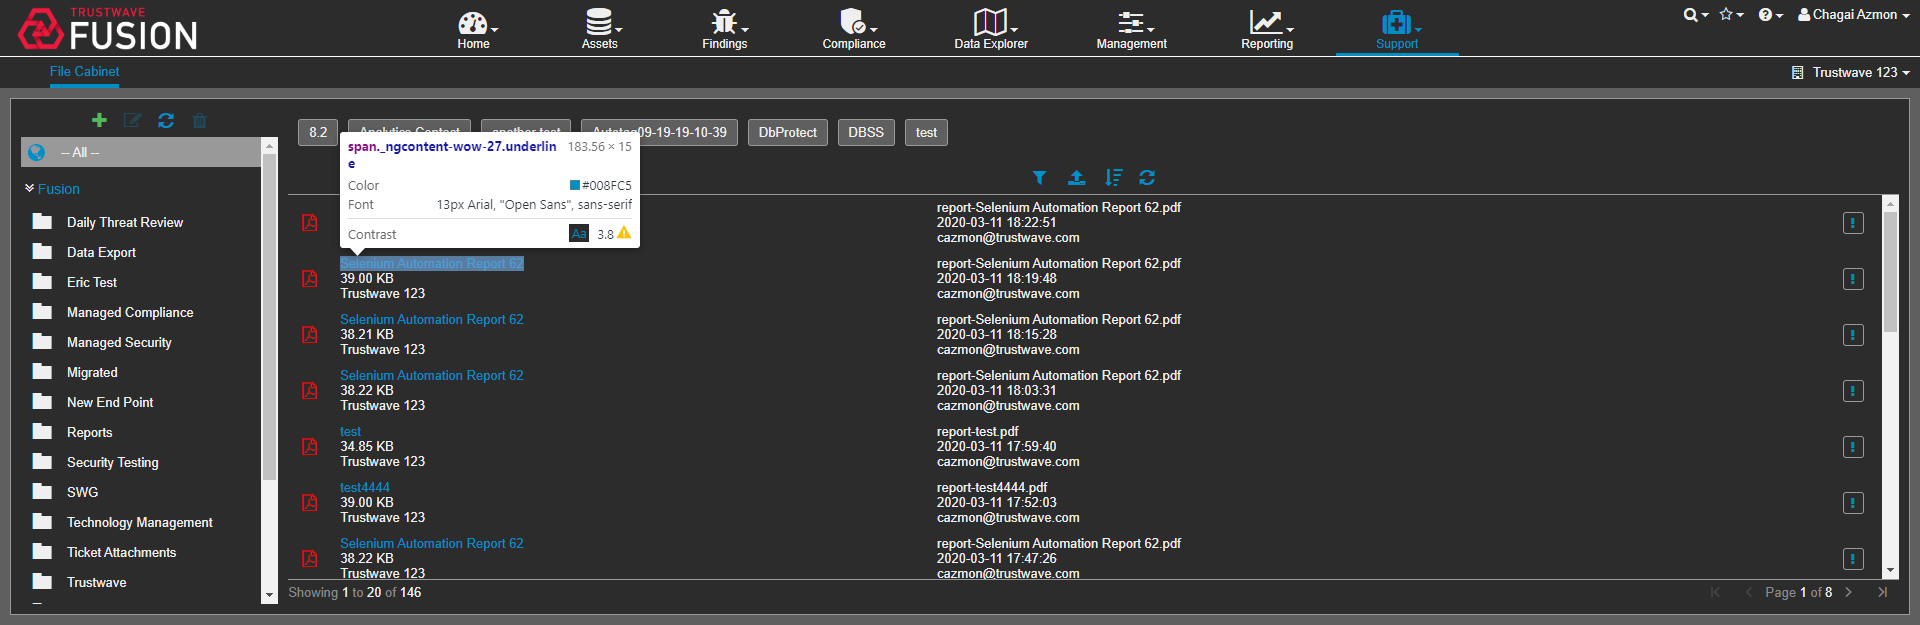 TRUSTWAVE
FUSION
Home
Assets
Findings
Compliance
Data Explorer
Management
Reporting
Support
Chagai Azmon
File Cabinet
Trustwave 123
-- All --
Fusion
Daily Threat Review
Data Export
Eric Test
Managed Compliance
Managed Security
Migrated
New End Point
Reports
Security Testing
SWG
Technology Management
Ticket Attachments
Trustwave
8.2
Analytics Contact
another test
Autotag09-19-19-10-39
DbProtect
DBSS
test
span._ngcontent-wow-27.underlin
e
183.56 × 15
Color
#008FC5
Font
13px Arial, "Open Sans", sans-serif
Contrast
Aa
3.8
report-Selenium Automation Report 62.pdf
2020-03-11 18:22:51
cazmon@trustwave.com
Selenium Automation Report 62
39.00 KB
Trustwave 123
report-Selenium Automation Report 62.pdf
2020-03-11 18:19:48
cazmon@trustwave.com
Selenium Automation Report 62
38.21 KB
Trustwave 123
report-Selenium Automation Report 62.pdf
2020-03-11 18:15:28
cazmon@trustwave.com
Selenium Automation Report 62
38.22 KB
Trustwave 123
report-Selenium Automation Report 62.pdf
2020-03-11 18:03:31
cazmon@trustwave.com
test
34.85 KB
Trustwave 123
report-test.pdf
2020-03-11 17:59:40
cazmon@trustwave.com
test4444
39.00 KB
Trustwave 123
report-test4444.pdf
2020-03-11 17:52:03
cazmon@trustwave.com
Selenium Automation Report 62
38.22 KB
Trustwave 123
report-Selenium Automation Report 62.pdf
2020-03-11 17:47:26
cazmon@trustwave.com
Showing 1 to 20 of 146
Page 1 of 8